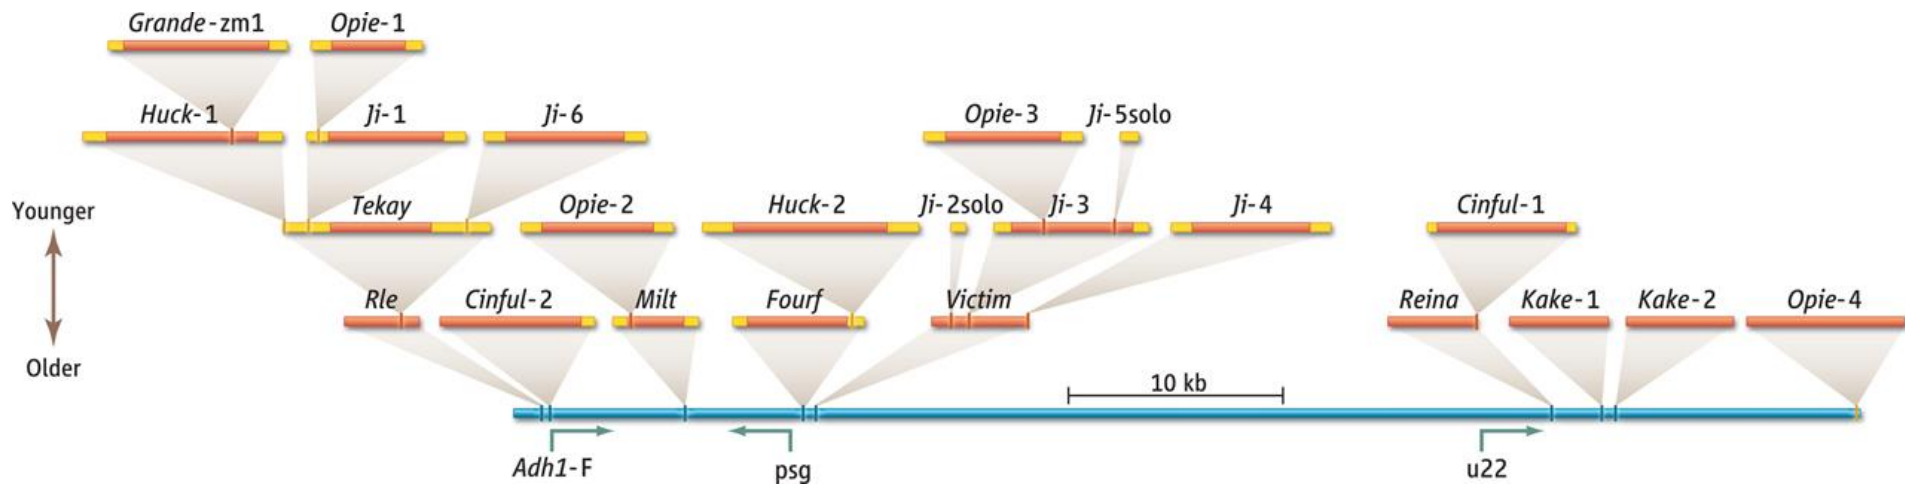 Grande-zm1 Opie-1
Huck-1 Ji-1 Ji-6 Opie-3 Ji-5solo
Younger Tekay Opie-2 Huck-2 Ji-2solo Ji-3 Ji-4 Cinful-1
Rle Cinful-2 Milt Fourf Victim Reina Kake-1 Kake-2 Opie-4
Older
10 kb
Adh1-F psg u22